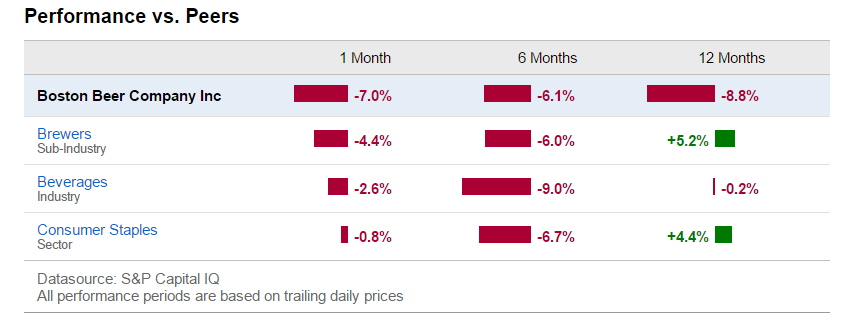 Performance vs. Peers
1 Month 6 Months 12 Months
Boston Beer Company Inc -7.0% -6.1% -8.8%
Brewers -4.4% -6.0% +5.2%
Sub-Industry
Beverages -2.6% -9.0% -0.2%
Industry
Consumer Staples -0.8% -6.7% +4.4%
Sector
Datasource: S&P Capital IQ
All performance periods are based on trailing daily prices